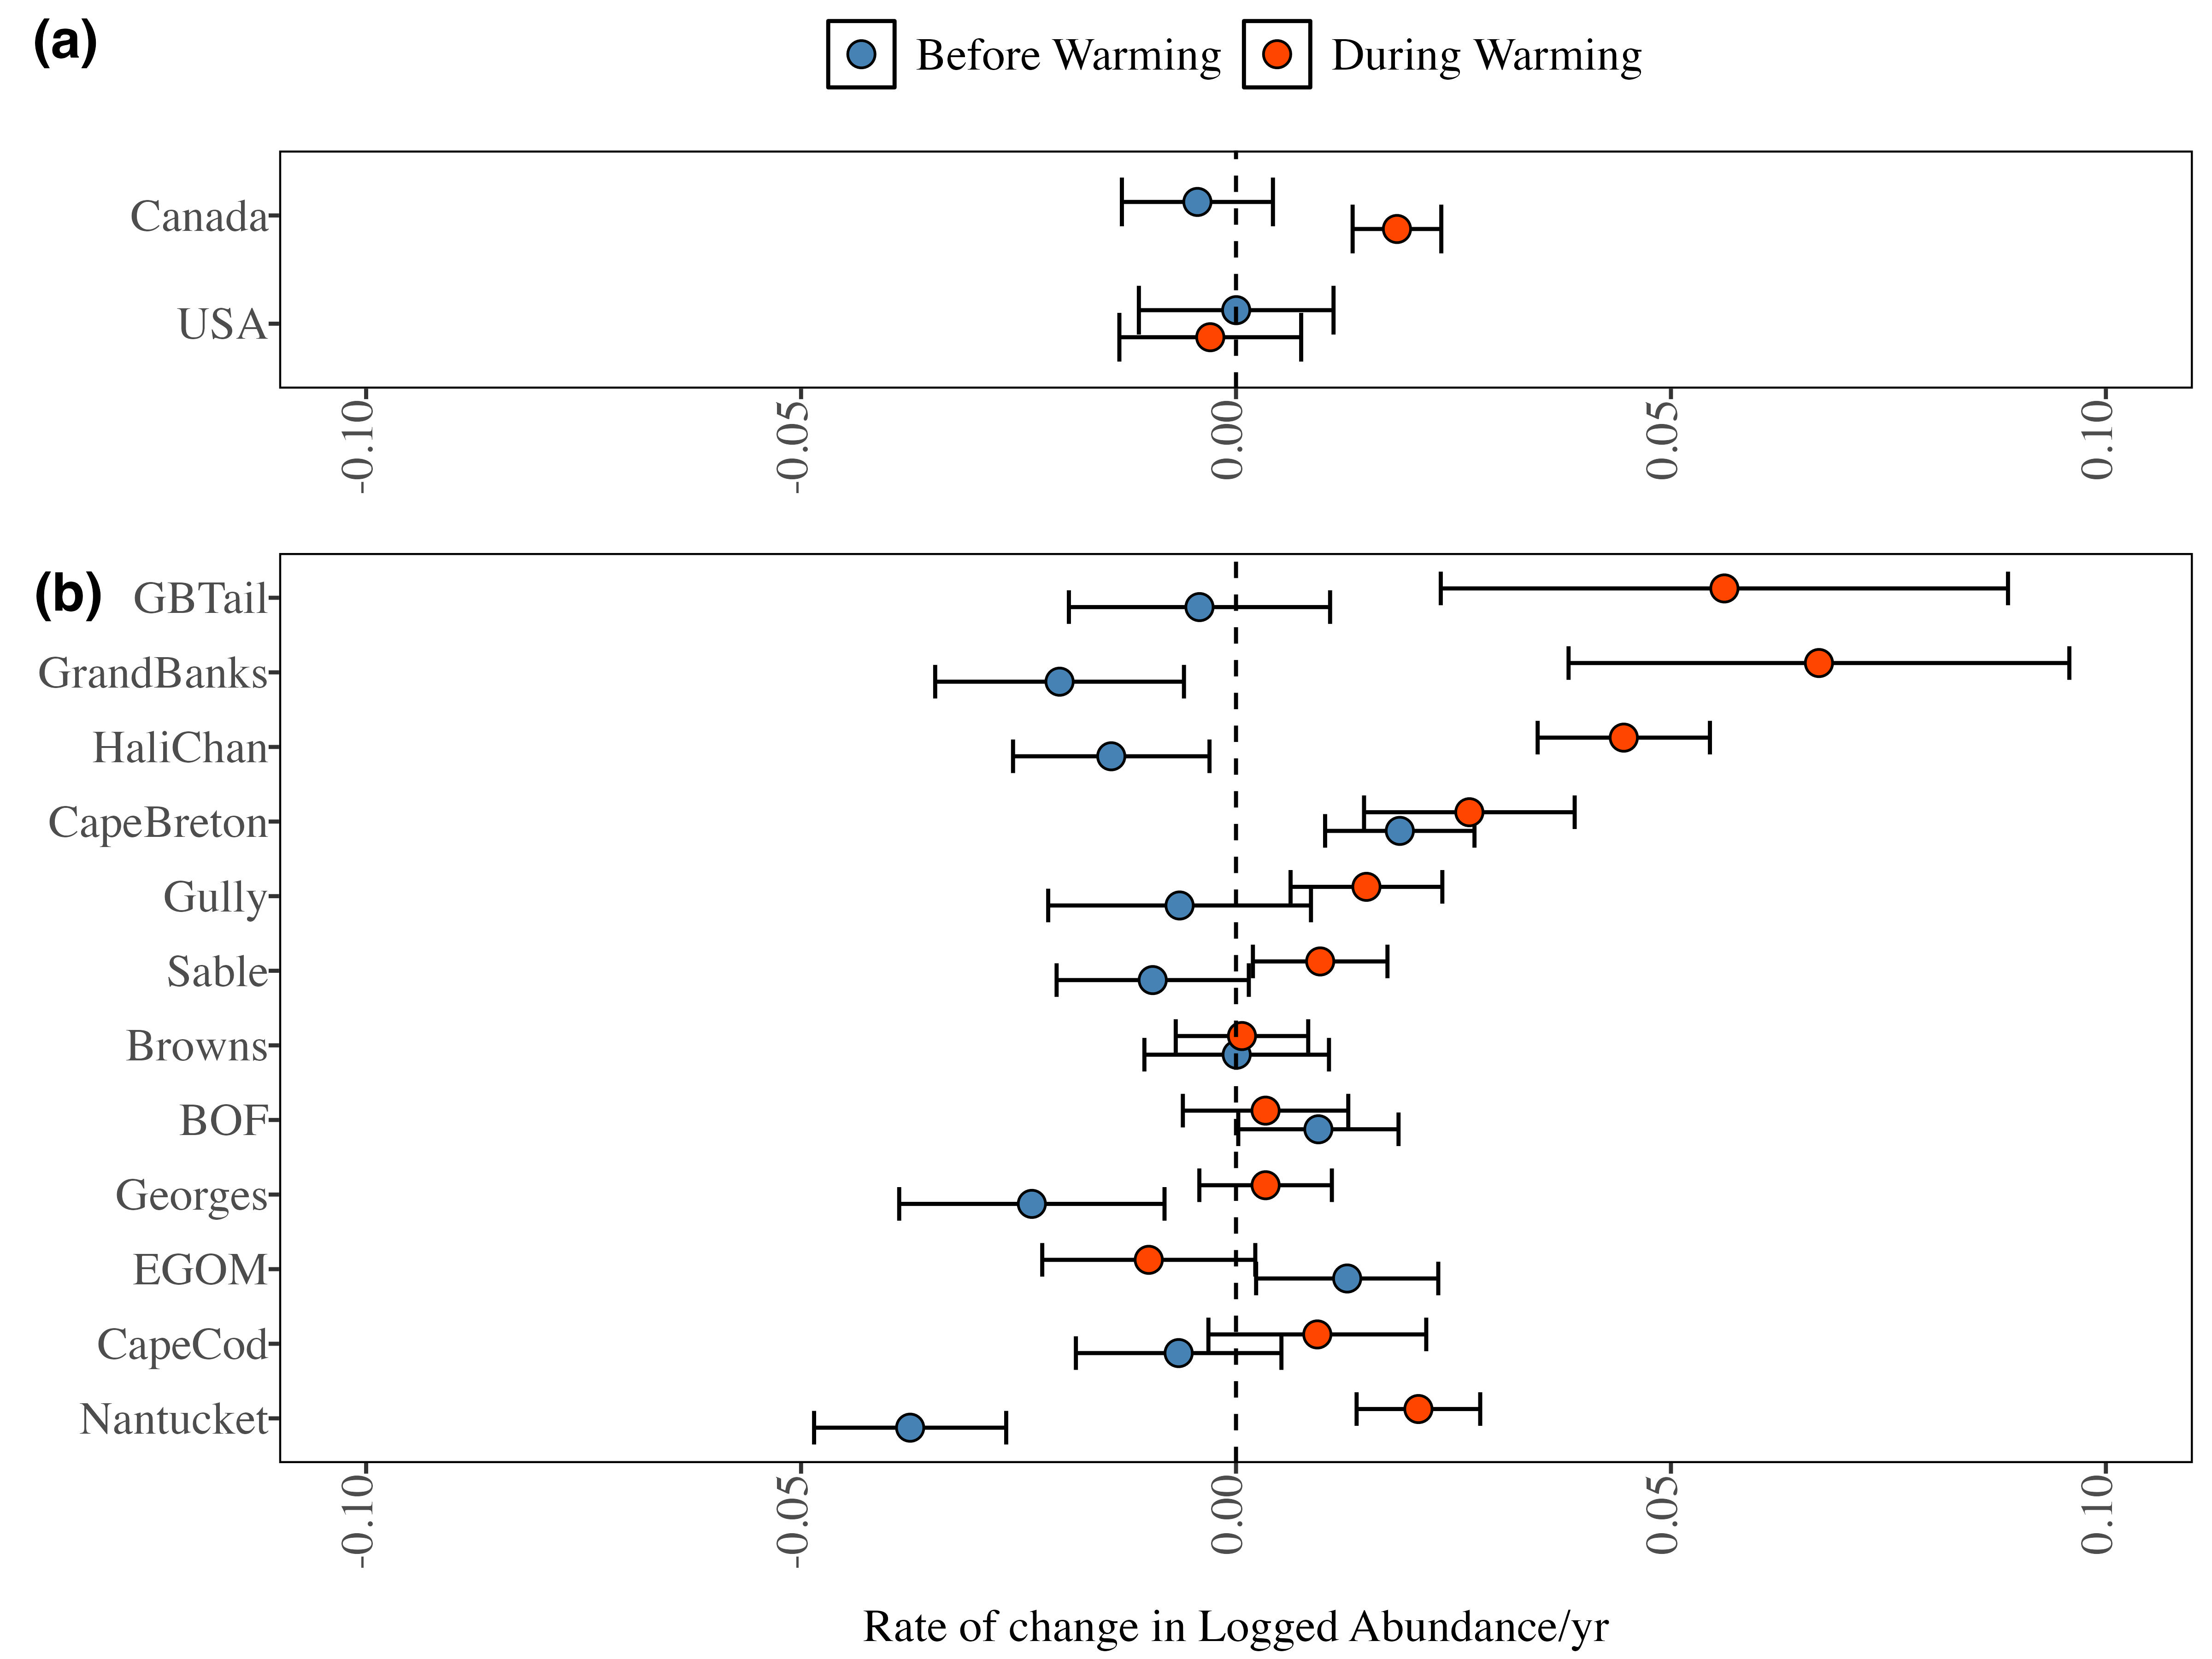 (a)
Before Warming During Warming
Canada
USA
-0.10 -0.05 0.00 0.05 0.10
(b)
GBTail
GrandBanks
HaliChan
CapeBreton
Gully
Sable
Browns
BOF
Georges
EGOM
CapeCod
Nantucket
-0.10 -0.05 0.00 0.05 0.10
Rate of change in Logged Abundance/yr